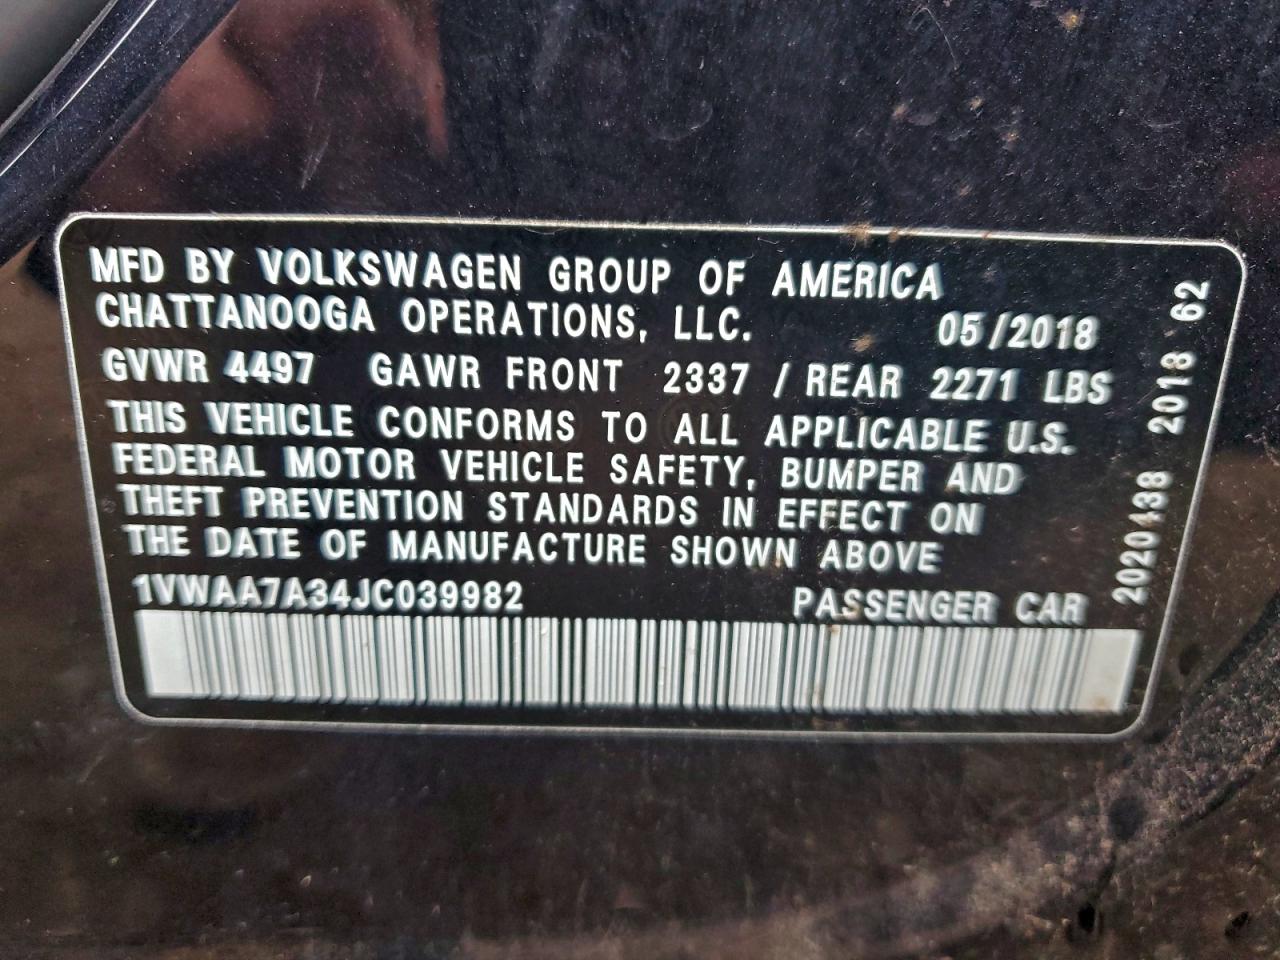 MFD BY VOLKSWAGEN GROUP OF AMERICA
CHATTANOOGA OPERATIONS, LLC. 05/2018
GVWR 4497 GAWR FRONT 2337 / REAR 2271 LBS
THIS VEHICLE CONFORMS TO ALL APPLICABLE U.S.
FEDERAL MOTOR VEHICLE SAFETY, BUMPER AND
THEFT PREVENTION STANDARDS IN EFFECT ON
THE DATE OF MANUFACTURE SHOWN ABOVE
1VWAA7A34JC039982 PASSENGER CAR
2020438 2018 62